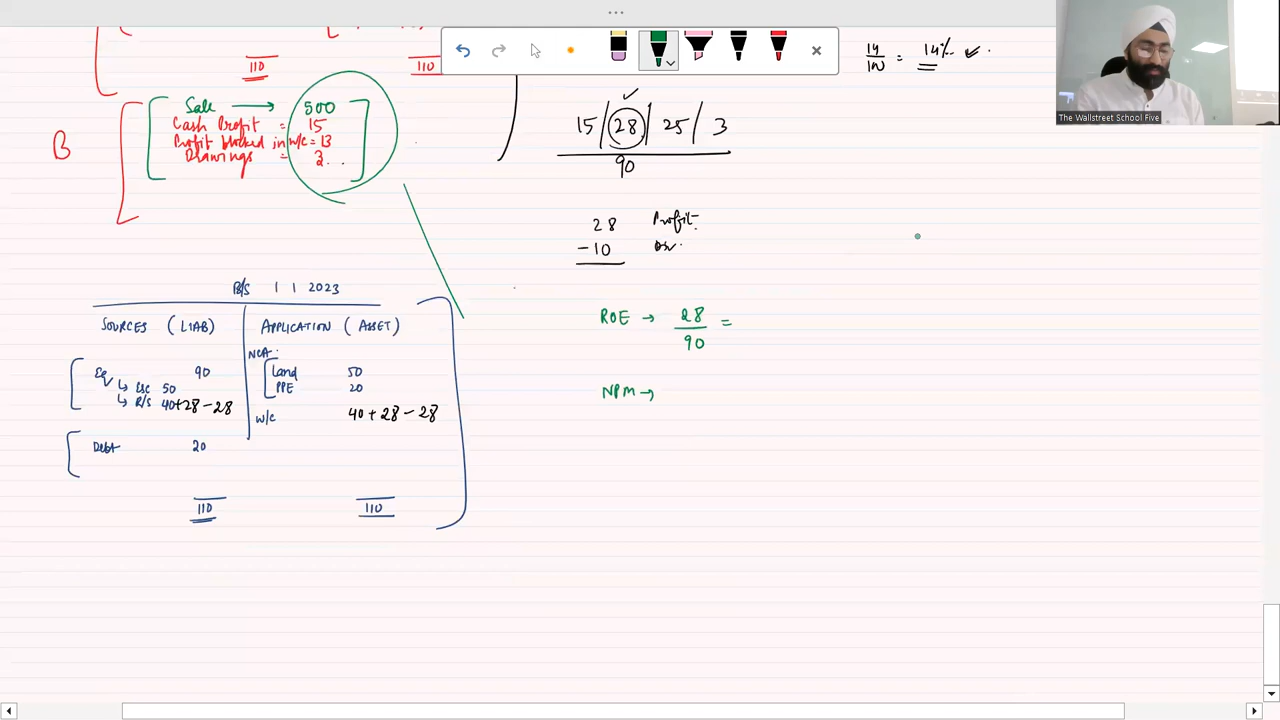 110 110
14/100 = 14% ✓
The Wallstreet School Five
B
Sale → 500
Cash Profit = 15
Profit blocked in w/c = 13
Drawings = 3..
✓
15/28/25/3
90
28 Profit.
-10
B/S 1 1 2023
SOURCES (LIAB) APPLICATION (ASSET)
NCA.
Eq 90 Land 50
↳ ESC 50 PPE 20
↳ R/S 40+28-28
W/C 40+28-28
Debt 20
110 110
ROE → 28/90 =
NPM →